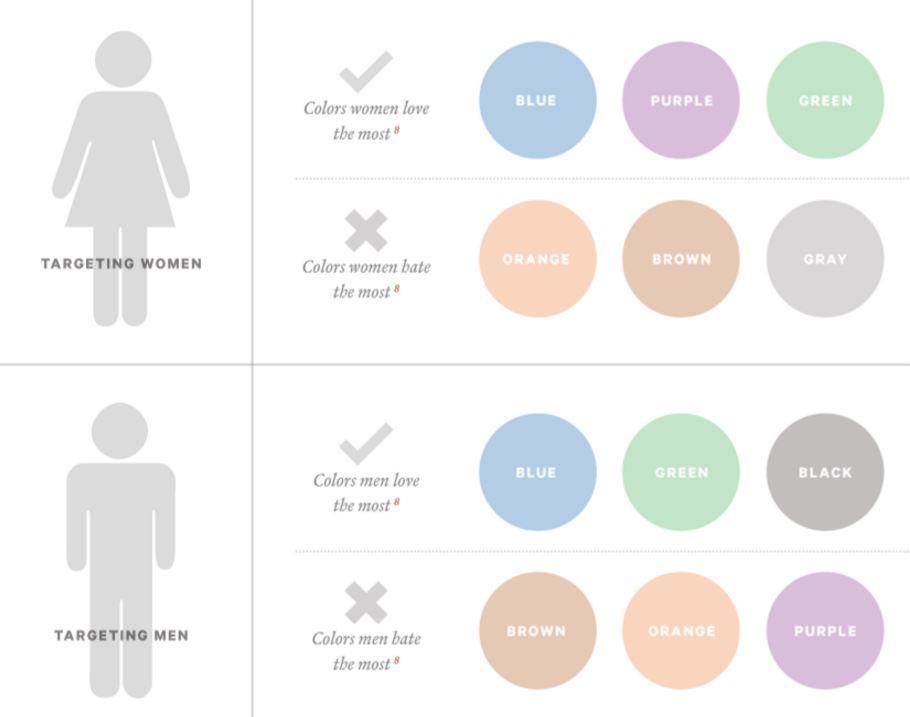 Colors women love
the most 8
BLUE PURPLE GREEN
TARGETING WOMEN
Colors women hate
the most 8
ORANGE BROWN GRAY
Colors men love
the most 8
BLUE GREEN BLACK
TARGETING MEN
Colors men hate
the most 8
BROWN ORANGE PURPLE